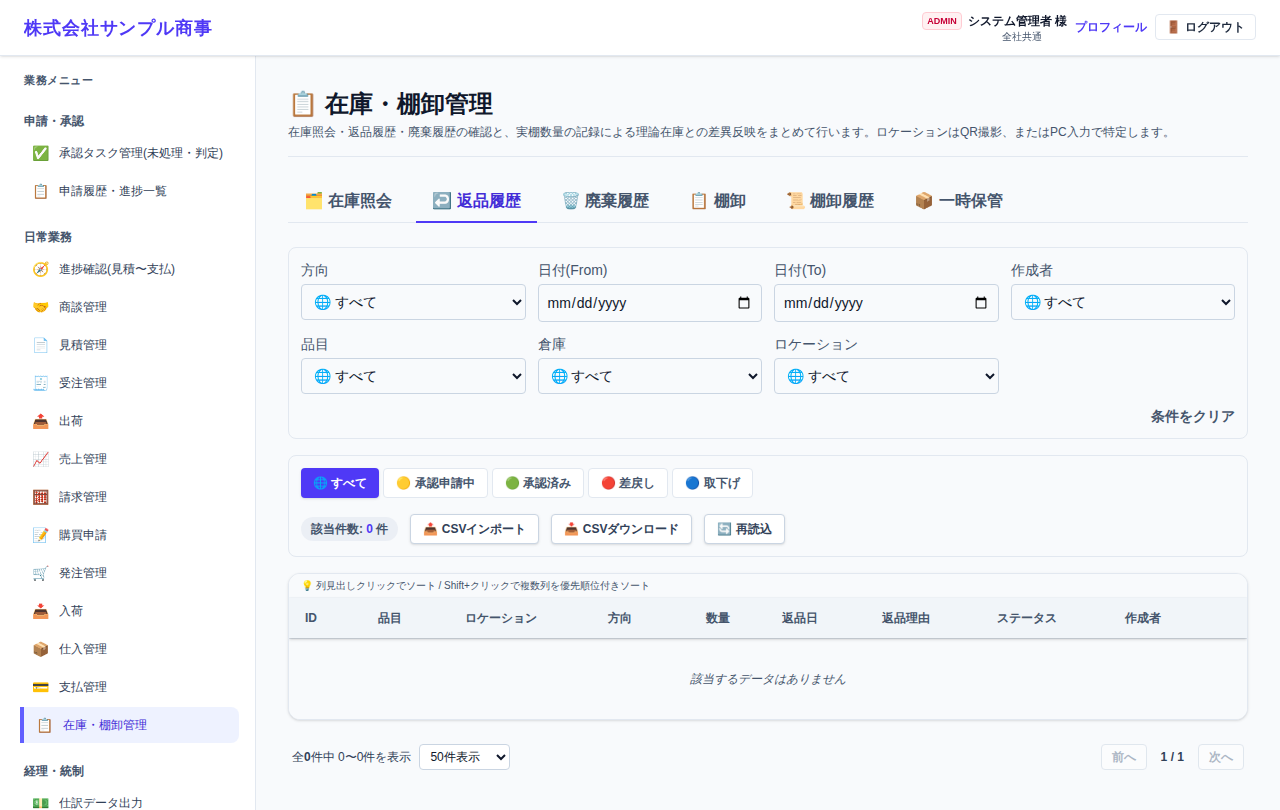 株式会社サンプル商事
ADMIN システム管理者 様 全社共通 プロフィール 🚪 ログアウト
業務メニュー
申請・承認
✅ 承認タスク管理(未処理・判定)
📋 申請履歴・進捗一覧
日常業務
🧭 進捗確認(見積〜支払)
🤝 商談管理
📄 見積管理
🧾 受注管理
📤 出荷
📈 売上管理
🧮 請求管理
📝 購買申請
🛒 発注管理
📥 入荷
📦 仕入管理
💳 支払管理
📋 在庫・棚卸管理
経理・統制
💵 仕訳データ出力
📋 在庫・棚卸管理
在庫照会・返品履歴・廃棄履歴の確認と、実棚数量の記録による理論在庫との差異反映をまとめて行います。ロケーションはQR撮影、またはPC入力で特定します。
🗂️ 在庫照会 ↩️ 返品履歴 🗑️ 廃棄履歴 📋 棚卸 📜 棚卸履歴 📦 一時保管
方向 日付(From) 日付(To) 作成者
🌐 すべて mm/dd/yyyy mm/dd/yyyy 🌐 すべて
品目 倉庫 ロケーション
🌐 すべて 🌐 すべて 🌐 すべて
条件をクリア
🌐 すべて 🟡 承認申請中 🟢 承認済み 🔴 差戻し 🔵 取下げ
該当件数: 0 件 📥 CSVインポート 📥 CSVダウンロード 🔄 再読込
💡 列見出しクリックでソート / Shift+クリックで複数列を優先順位付きソート
ID 品目 ロケーション 方向 数量 返品日 返品理由 ステータス 作成者
該当するデータはありません
全0件中 0〜0件を表示 50件表示 前へ 1 / 1 次へ